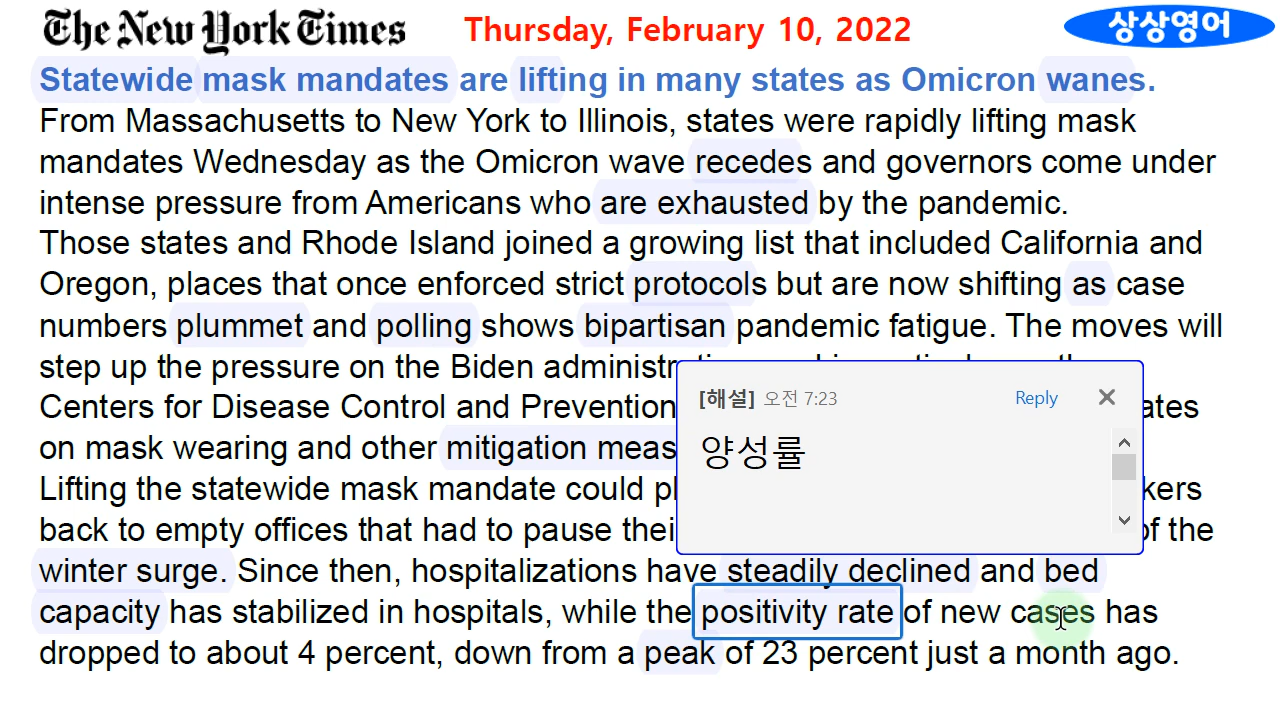 The New York Times
Thursday, February 10, 2022
상상영어
Statewide mask mandates are lifting in many states as Omicron wanes.
From Massachusetts to New York to Illinois, states were rapidly lifting mask
mandates Wednesday as the Omicron wave recedes and governors come under
intense pressure from Americans who are exhausted by the pandemic.
Those states and Rhode Island joined a growing list that included California and
Oregon, places that once enforced strict protocols but are now shifting as case
numbers plummet and polling shows bipartisan pandemic fatigue. The moves will
step up the pressure on the Biden
Centers for Disease Control and Prevention
on mask wearing and other mitigation
Lifting the statewide mask mandate could
back to empty offices that had to pause of the
winter surge. Since then, hospitalizations have steadily declined and bed
capacity has stabilized in hospitals, while the positivity rate of new cases has
dropped to about 4 percent, down from a peak of 23 percent just a month ago.
[해설] 오전 7:23 Reply
양성률